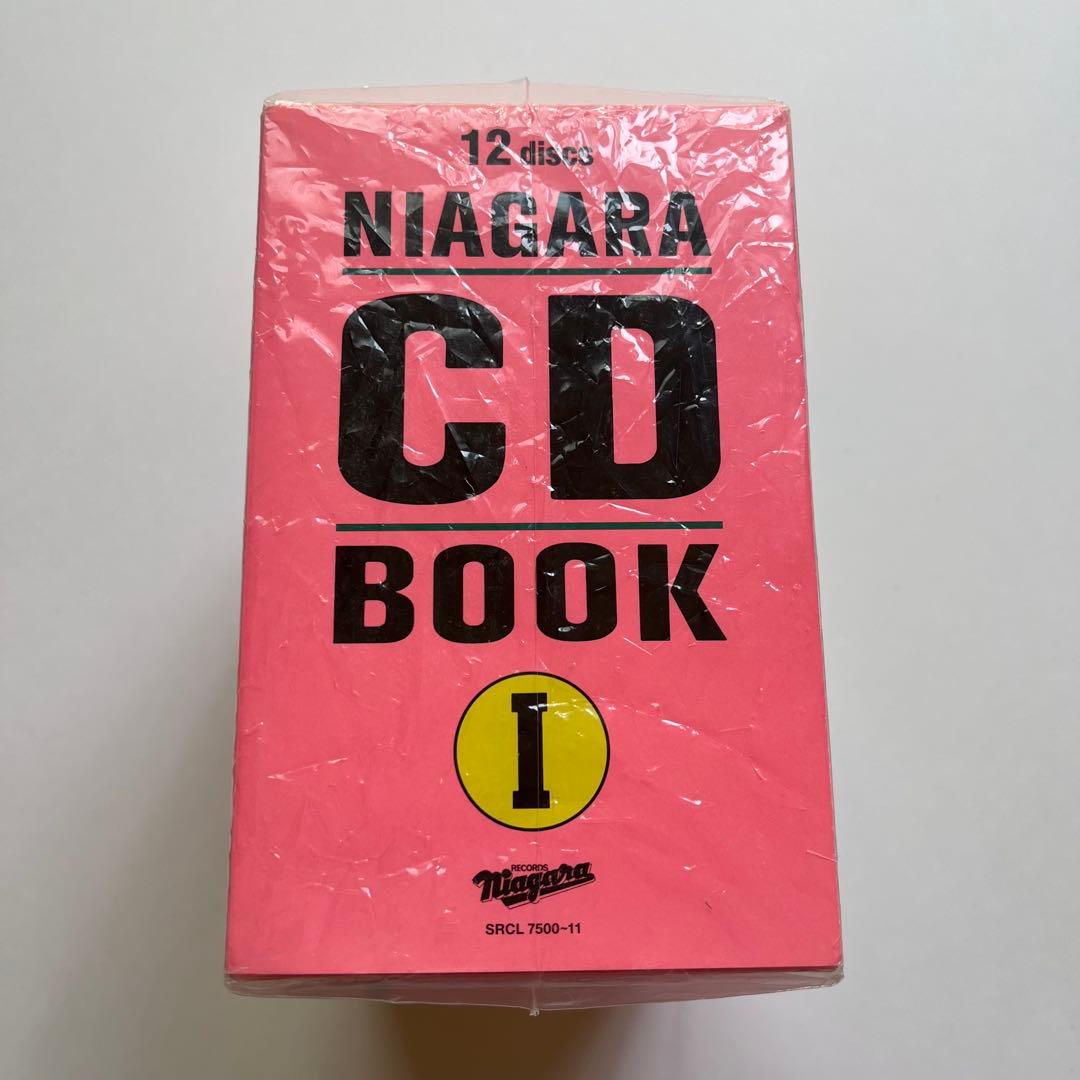 12 discs
NIAGARA
CD
BOOK
I
RECORDS
Niagara
SRCL 7500~11